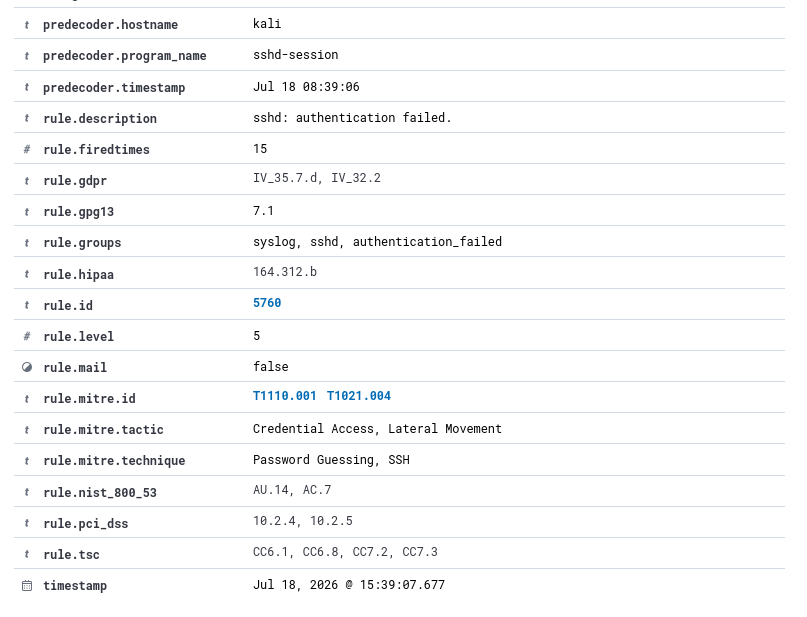 t predecoder.hostname kali
t predecoder.program_name sshd-session
t predecoder.timestamp Jul 18 08:39:06
t rule.description sshd: authentication failed.
# rule.firedtimes 15
t rule.gdpr IV_35.7.d, IV_32.2
t rule.gpg13 7.1
t rule.groups syslog, sshd, authentication_failed
t rule.hipaa 164.312.b
t rule.id 5760
# rule.level 5
rule.mail false
t rule.mitre.id T1110.001 T1021.004
t rule.mitre.tactic Credential Access, Lateral Movement
t rule.mitre.technique Password Guessing, SSH
t rule.nist_800_53 AU.14, AC.7
t rule.pci_dss 10.2.4, 10.2.5
t rule.tsc CC6.1, CC6.8, CC7.2, CC7.3
timestamp Jul 18, 2026 @ 15:39:07.677